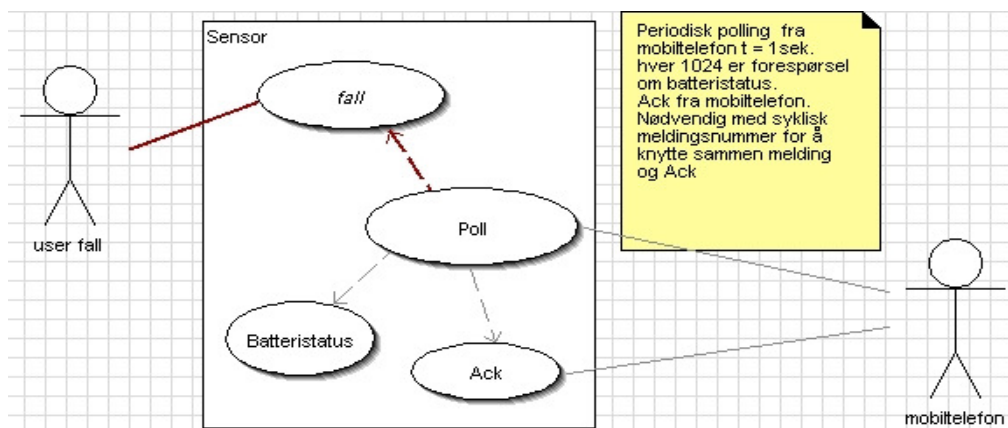 Sensor
fall
user fall
Poll
Batteristatus
Ack
Periodisk polling fra
mobiltelefon t = 1sek.
hver 1024 er forespørsel
om batteristatus.
Ack fra mobiltelefon.
Nødvendig med syklisk
meldingsnummer for å
knytte sammen melding
og Ack
mobiltelefon